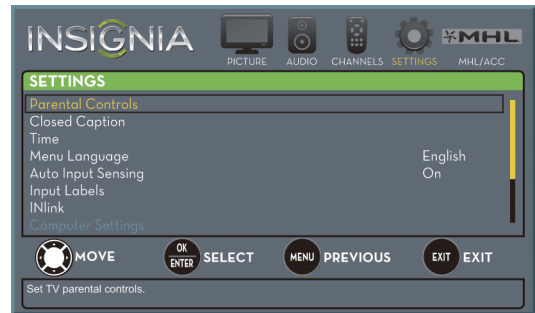 INSIGNIA
MHL
PICTURE AUDIO CHANNELS SETTINGS MHL/ACC
SETTINGS
Parental Controls
Closed Caption
Time
Menu Language English
Auto Input Sensing On
Input Labels
INlink
Computer Settings
MOVE OK ENTER SELECT MENU PREVIOUS EXIT EXIT
Set TV parental controls.